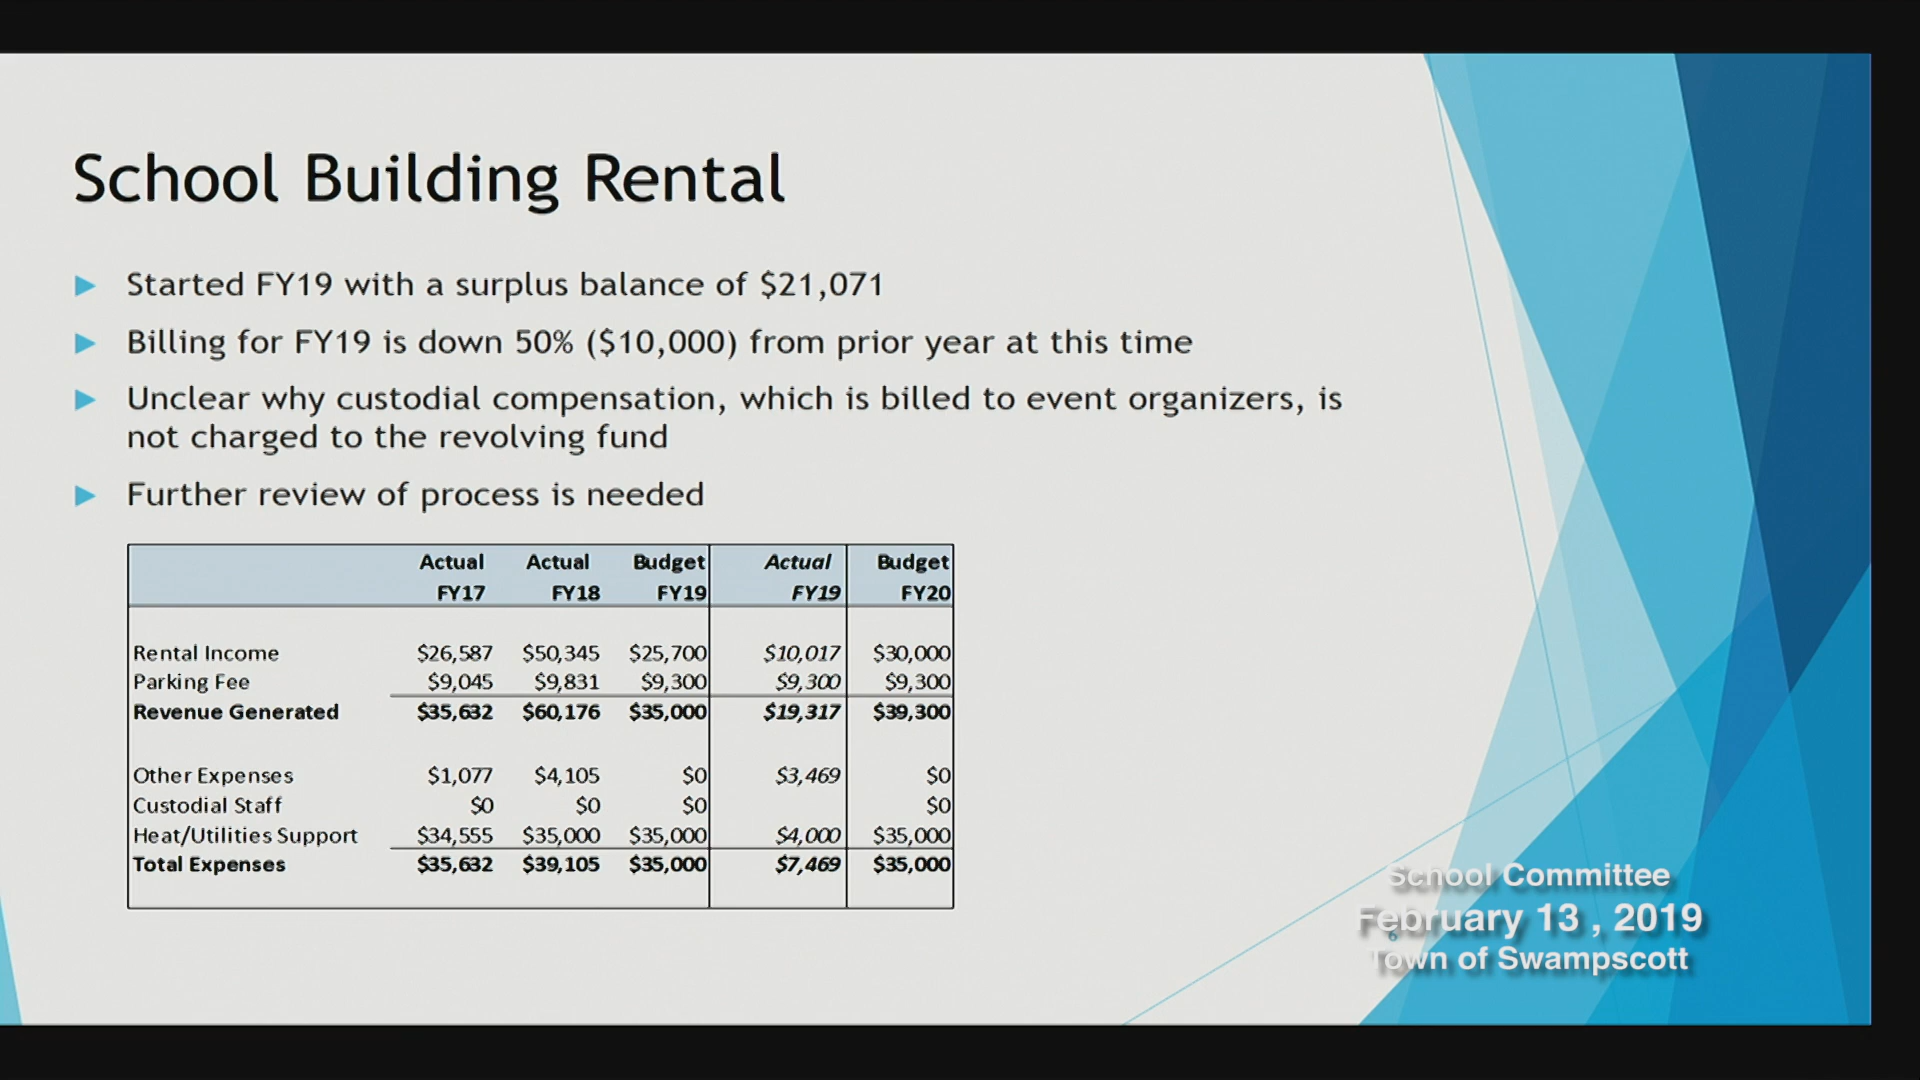 School Building Rental
Started FY19 with a surplus balance of $21,071
Billing for FY19 is down 50% ($10,000) from prior year at this time
Unclear why custodial compensation, which is billed to event organizers, is
not charged to the revolving fund
Further review of process is needed
Actual Actual Budget Actual Budget
FY17 FY18 FY19 FY19 FY20
Rental Income $26,587 $50,345 $25,700 $10,017 $30,000
Parking Fee $9,045 $9,831 $9,300 $9,300 $9,300
Revenue Generated $35,632 $60,176 $35,000 $19,317 $39,300
Other Expenses $1,077 $4,105 $0 $3,469 $0
Custodial Staff $0 $0 $0 $0
Heat/Utilities Support $34,555 $35,000 $35,000 $4,000 $35,000
Total Expenses $35,632 $39,105 $35,000 $7,469 $35,000
School Committee
February 13 , 2019
6
Town of Swampscott